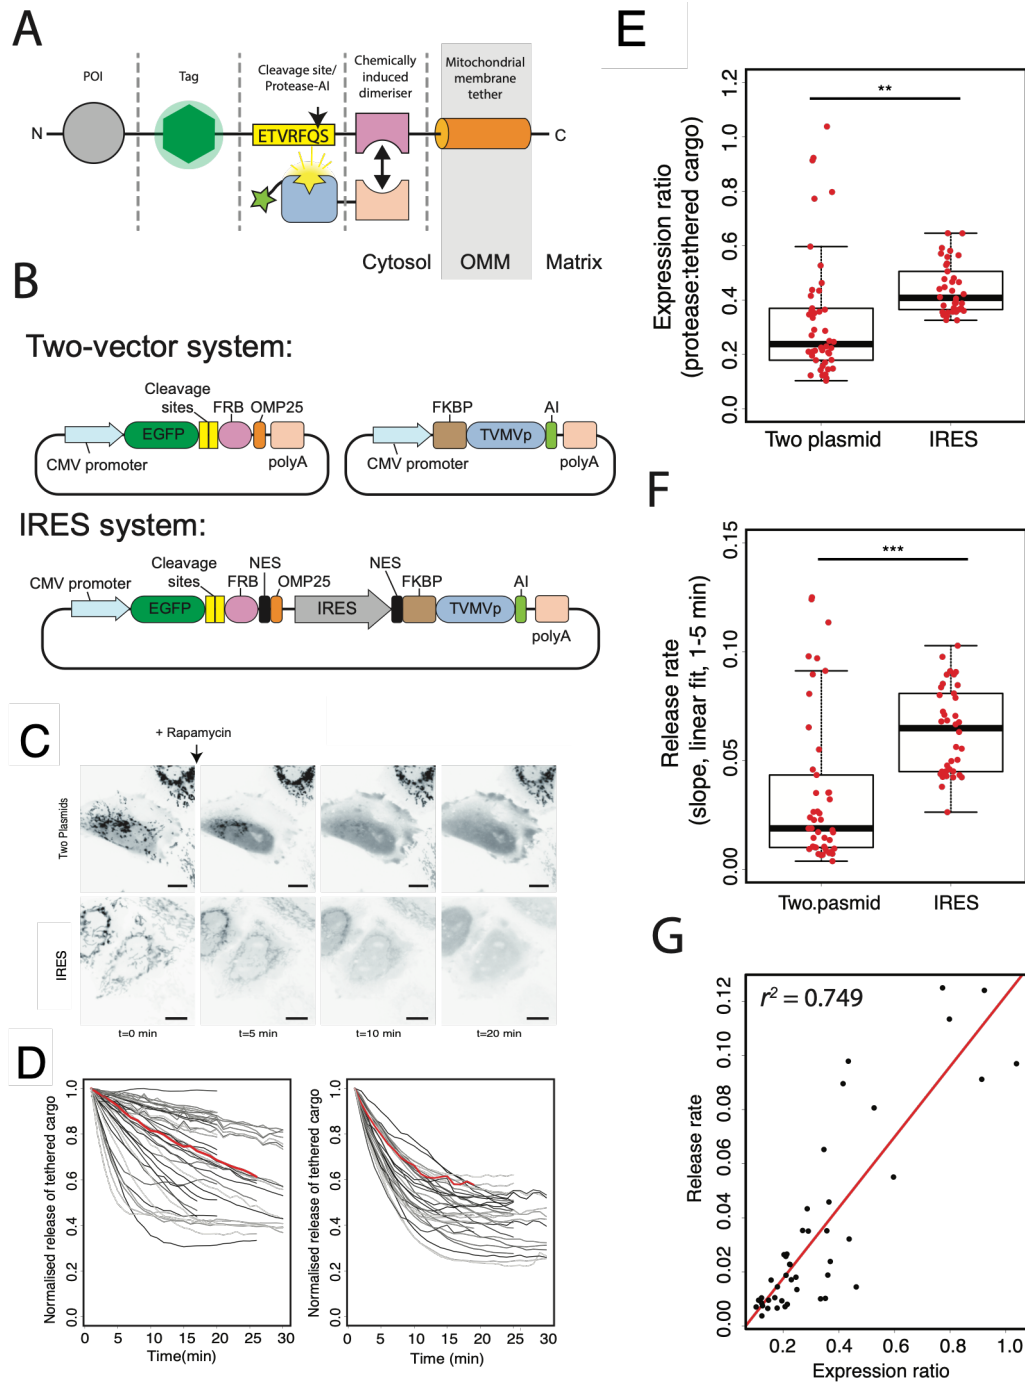 A
POI
Tag
Cleavage site/
Protease-AI
Chemically
induced
dimeriser
Mitochondrial
membrane
tether
N
ETVRFQS
C
Cytosol
OMM
Matrix
B
Two-vector system:
Cleavage
sites
FRB
OMP25
EGFP
CMV promoter
polyA
FKBP
AI
TVMVp
CMV promoter
polyA
IRES system:
CMV promoter
Cleavage
sites
NES
FRB
OMP25
NES
FKBP
AI
EGFP
IRES
TVMVp
polyA
C
+ Rapamycin
Two Plasmids
IRES
t=0 min
t=5 min
t=10 min
t=20 min
D
Normalised release of tethered cargo
1.0
0.8
0.6
0.4
0.2
0.0
0
5
10
15
20
25
30
Time(min)
Normalised release of tethered cargo
1.0
0.8
0.6
0.4
0.2
0.0
0
5
10
15
20
25
30
Time (min)
E
Expression ratio
(protease:tethered cargo)
1.2
1.0
0.8
0.6
0.4
0.2
0.0
**
Two plasmid
IRES
F
Release rate
(slope, linear fit, 1-5 min)
0.15
0.10
0.05
0.00
***
Two.pasmid
IRES
G
r² = 0.749
Release rate
0.12
0.10
0.08
0.06
0.04
0.02
0.00
0.2
0.4
0.6
0.8
1.0
Expression ratio